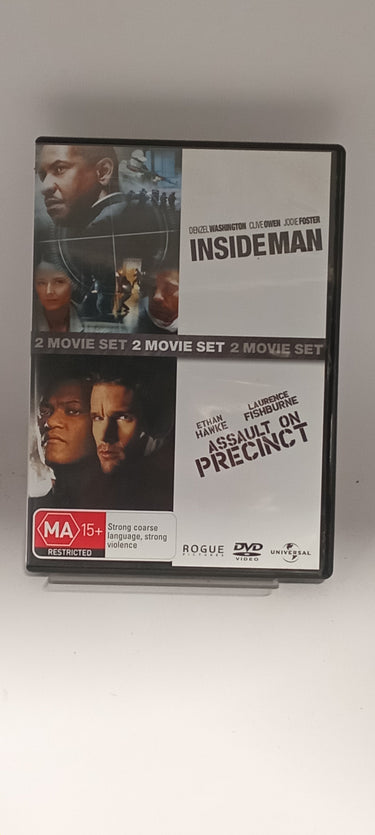 DENZEL WASHINGTON CLIVE OWEN JODIE FOSTER
INSIDE MAN
2 MOVIE SET 2 MOVIE SET 2 MOVIE SET
ETHAN HAWKE
LAURENCE FISHBURNE
ASSAULT ON
PRECINCT
MA 15+
RESTRICTED
Strong coarse
language, strong
violence
ROGUE
PICTURES
DVD
VIDEO
UNIVERSAL